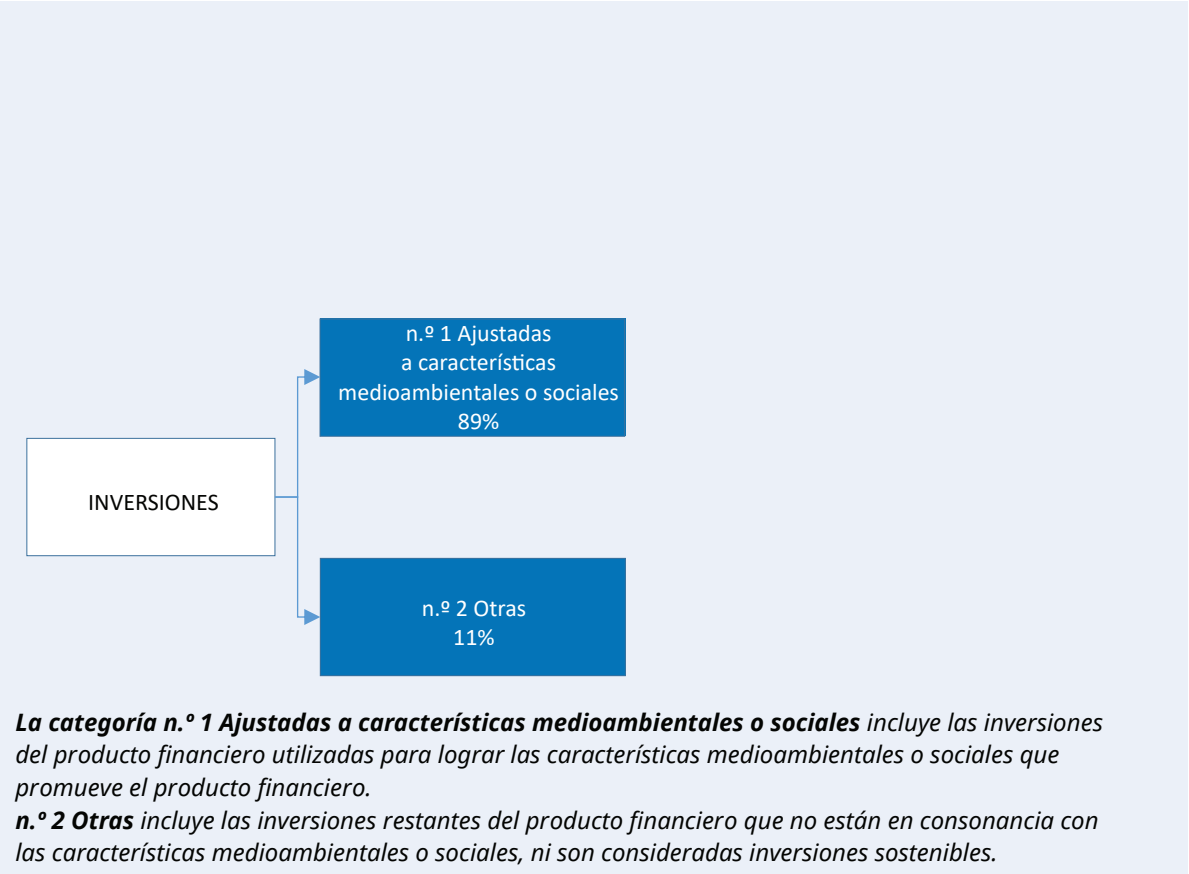 n.º 1 Ajustadas
a características
medioambientales o sociales
89%
INVERSIONES
n.º 2 Otras
11%
La categoría n.º 1 Ajustadas a características medioambientales o sociales incluye las inversiones
del producto financiero utilizadas para lograr las características medioambientales o sociales que
promueve el producto financiero.
n.º 2 Otras incluye las inversiones restantes del producto financiero que no están en consonancia con
las características medioambientales o sociales, ni son consideradas inversiones sostenibles.